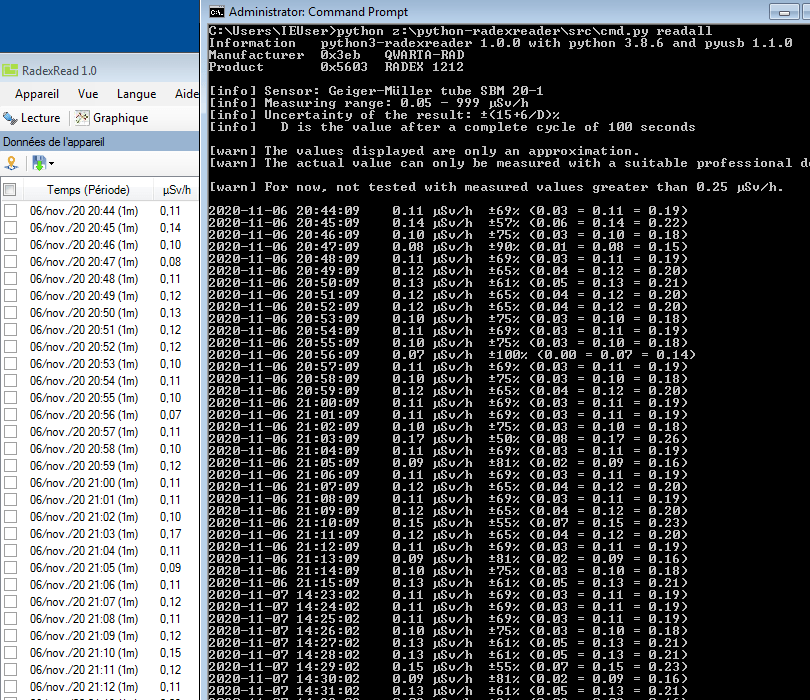 RadexRead 1.0
Appareil Vue Langue Aide
Lecture Graphique
Données de l'appareil
Temps (Période) µSv/h
06/nov./20 20:44 (1m) 0,11
06/nov./20 20:45 (1m) 0,14
06/nov./20 20:46 (1m) 0,10
06/nov./20 20:47 (1m) 0,08
06/nov./20 20:48 (1m) 0,11
06/nov./20 20:49 (1m) 0,12
06/nov./20 20:50 (1m) 0,13
06/nov./20 20:51 (1m) 0,12
06/nov./20 20:52 (1m) 0,12
06/nov./20 20:53 (1m) 0,10
06/nov./20 20:54 (1m) 0,11
06/nov./20 20:55 (1m) 0,10
06/nov./20 20:56 (1m) 0,07
06/nov./20 20:57 (1m) 0,11
06/nov./20 20:58 (1m) 0,10
06/nov./20 20:59 (1m) 0,12
06/nov./20 21:00 (1m) 0,11
06/nov./20 21:01 (1m) 0,11
06/nov./20 21:02 (1m) 0,10
06/nov./20 21:03 (1m) 0,17
06/nov./20 21:04 (1m) 0,11
06/nov./20 21:05 (1m) 0,09
06/nov./20 21:06 (1m) 0,11
06/nov./20 21:07 (1m) 0,12
06/nov./20 21:08 (1m) 0,11
06/nov./20 21:09 (1m) 0,12
06/nov./20 21:10 (1m) 0,15
06/nov./20 21:11 (1m) 0,12
06/nov./20 21:12 (1m) 0,11
Administrator: Command Prompt
C:\Users\IEUser>python z:\python-radexreader\src\cmd.py readall
Information python3-radexreader 1.0.0 with python 3.8.6 and pyusb 1.1.0
Manufacturer 0x3eb QWARTA-RAD
Product 0x5603 RADEX 1212
[info] Sensor: Geiger-Müller tube SBM 20-1
[info] Measuring range: 0.05 - 999 µSv/h
[info] Uncertainty of the result: ±(15+6/D)%
[info] D is the value after a complete cycle of 100 seconds
[warn] The values displayed are only an approximation.
[warn] The actual value can only be measured with a suitable professional
[warn] For now, not tested with measured values greater than 0.25 µSv/h.
2020-11-06 20:44:09 0.11 µSv/h ±69% (0.03 = 0.11 = 0.19)
2020-11-06 20:45:09 0.14 µSv/h ±57% (0.06 = 0.14 = 0.22)
2020-11-06 20:46:09 0.10 µSv/h ±75% (0.03 = 0.10 = 0.18)
2020-11-06 20:47:09 0.08 µSv/h ±90% (0.01 = 0.08 = 0.15)
2020-11-06 20:48:09 0.11 µSv/h ±69% (0.03 = 0.11 = 0.19)
2020-11-06 20:49:09 0.12 µSv/h ±65% (0.04 = 0.12 = 0.20)
2020-11-06 20:50:09 0.13 µSv/h ±61% (0.05 = 0.13 = 0.21)
2020-11-06 20:51:09 0.12 µSv/h ±65% (0.04 = 0.12 = 0.20)
2020-11-06 20:52:09 0.12 µSv/h ±65% (0.04 = 0.12 = 0.20)
2020-11-06 20:53:09 0.10 µSv/h ±75% (0.03 = 0.10 = 0.18)
2020-11-06 20:54:09 0.11 µSv/h ±69% (0.03 = 0.11 = 0.19)
2020-11-06 20:55:09 0.10 µSv/h ±75% (0.03 = 0.10 = 0.18)
2020-11-06 20:56:09 0.07 µSv/h ±100% (0.00 = 0.07 = 0.14)
2020-11-06 20:57:09 0.11 µSv/h ±69% (0.03 = 0.11 = 0.19)
2020-11-06 20:58:09 0.10 µSv/h ±75% (0.03 = 0.10 = 0.18)
2020-11-06 20:59:09 0.12 µSv/h ±65% (0.04 = 0.12 = 0.20)
2020-11-06 21:00:09 0.11 µSv/h ±69% (0.03 = 0.11 = 0.19)
2020-11-06 21:01:09 0.11 µSv/h ±69% (0.03 = 0.11 = 0.19)
2020-11-06 21:02:09 0.10 µSv/h ±75% (0.03 = 0.10 = 0.18)
2020-11-06 21:03:09 0.17 µSv/h ±50% (0.08 = 0.17 = 0.26)
2020-11-06 21:04:09 0.11 µSv/h ±69% (0.03 = 0.11 = 0.19)
2020-11-06 21:05:09 0.09 µSv/h ±81% (0.02 = 0.09 = 0.16)
2020-11-06 21:06:09 0.11 µSv/h ±69% (0.03 = 0.11 = 0.19)
2020-11-06 21:07:09 0.12 µSv/h ±65% (0.04 = 0.12 = 0.20)
2020-11-06 21:08:09 0.11 µSv/h ±69% (0.03 = 0.11 = 0.19)
2020-11-06 21:09:09 0.12 µSv/h ±65% (0.04 = 0.12 = 0.20)
2020-11-06 21:10:09 0.15 µSv/h ±55% (0.07 = 0.15 = 0.23)
2020-11-06 21:11:09 0.12 µSv/h ±65% (0.04 = 0.12 = 0.20)
2020-11-06 21:12:09 0.11 µSv/h ±69% (0.03 = 0.11 = 0.19)
2020-11-06 21:13:09 0.09 µSv/h ±81% (0.02 = 0.09 = 0.16)
2020-11-06 21:14:09 0.10 µSv/h ±75% (0.03 = 0.10 = 0.18)
2020-11-06 21:15:09 0.13 µSv/h ±61% (0.05 = 0.13 = 0.21)
2020-11-07 14:23:02 0.11 µSv/h ±69% (0.03 = 0.11 = 0.19)
2020-11-07 14:24:02 0.11 µSv/h ±69% (0.03 = 0.11 = 0.19)
2020-11-07 14:25:02 0.11 µSv/h ±69% (0.03 = 0.11 = 0.19)
2020-11-07 14:26:02 0.10 µSv/h ±75% (0.03 = 0.10 = 0.18)
2020-11-07 14:27:02 0.13 µSv/h ±61% (0.05 = 0.13 = 0.21)
2020-11-07 14:28:02 0.13 µSv/h ±61% (0.05 = 0.13 = 0.21)
2020-11-07 14:29:02 0.15 µSv/h ±55% (0.07 = 0.15 = 0.23)
2020-11-07 14:30:02 0.09 µSv/h ±81% (0.02 = 0.09 = 0.16)
2020-11-07 14:31:02 0.13 µSv/h ±61% (0.05 = 0.13 = 0.21)